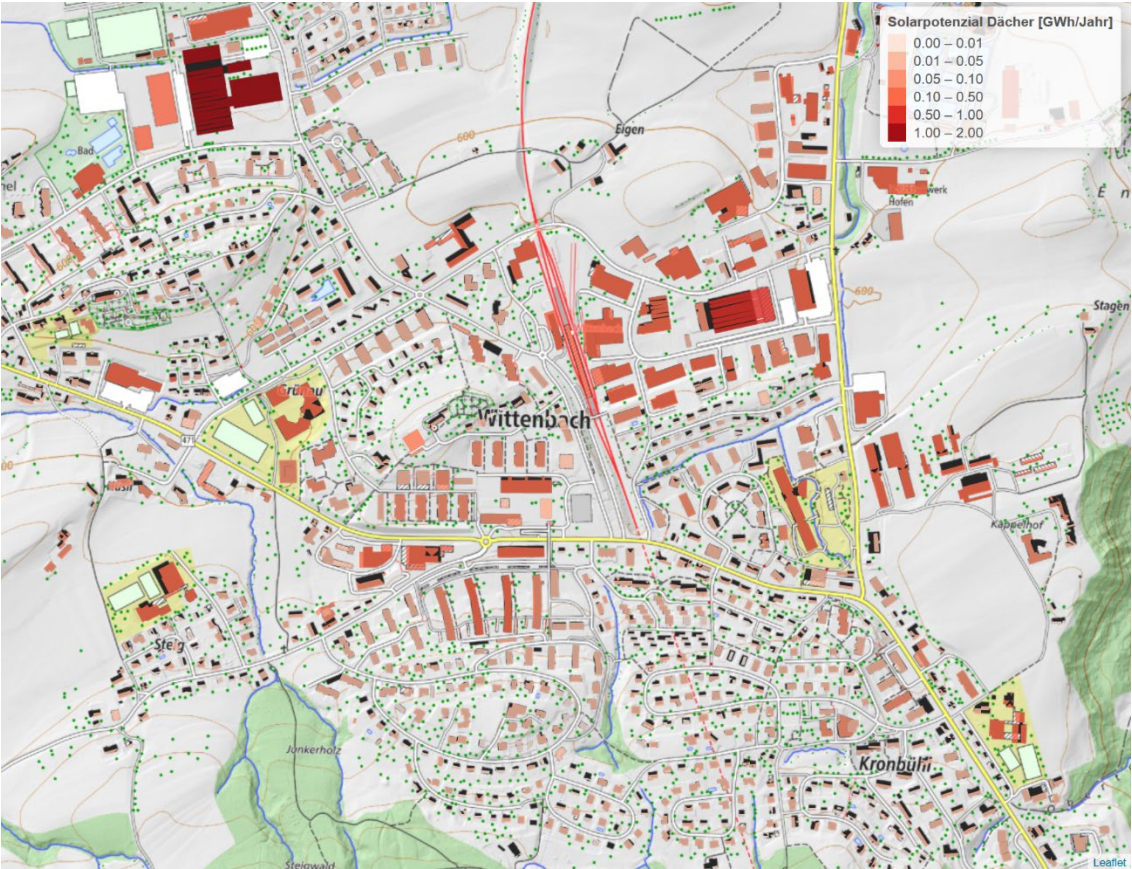 Solarpotenzial Dächer [GWh/Jahr]
0.00 – 0.01
0.01 – 0.05
0.05 – 0.10
0.10 – 0.50
0.50 – 1.00
1.00 – 2.00
600
Eigen
Bad
Hofen
600
Stagen
Wittenbach
471
Kappelhof
Steig
Junkerholz
Kronbühl
Steigwald
Leaflet